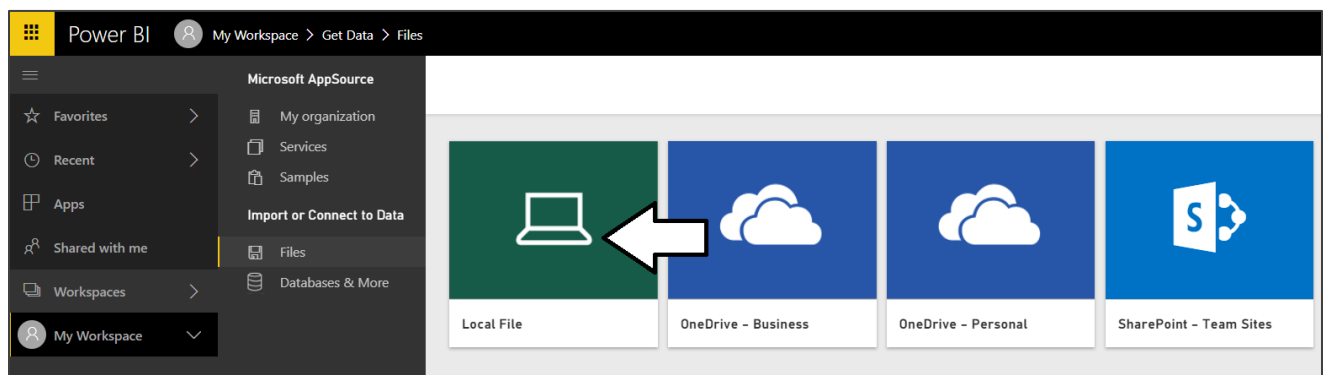 Power BI
My Workspace > Get Data > Files
Favorites
Recent
Apps
Shared with me
Workspaces
My Workspace
Microsoft AppSource
My organization
Services
Samples
Import or Connect to Data
Files
Databases & More
Local File
OneDrive – Business
OneDrive – Personal
S
SharePoint – Team Sites